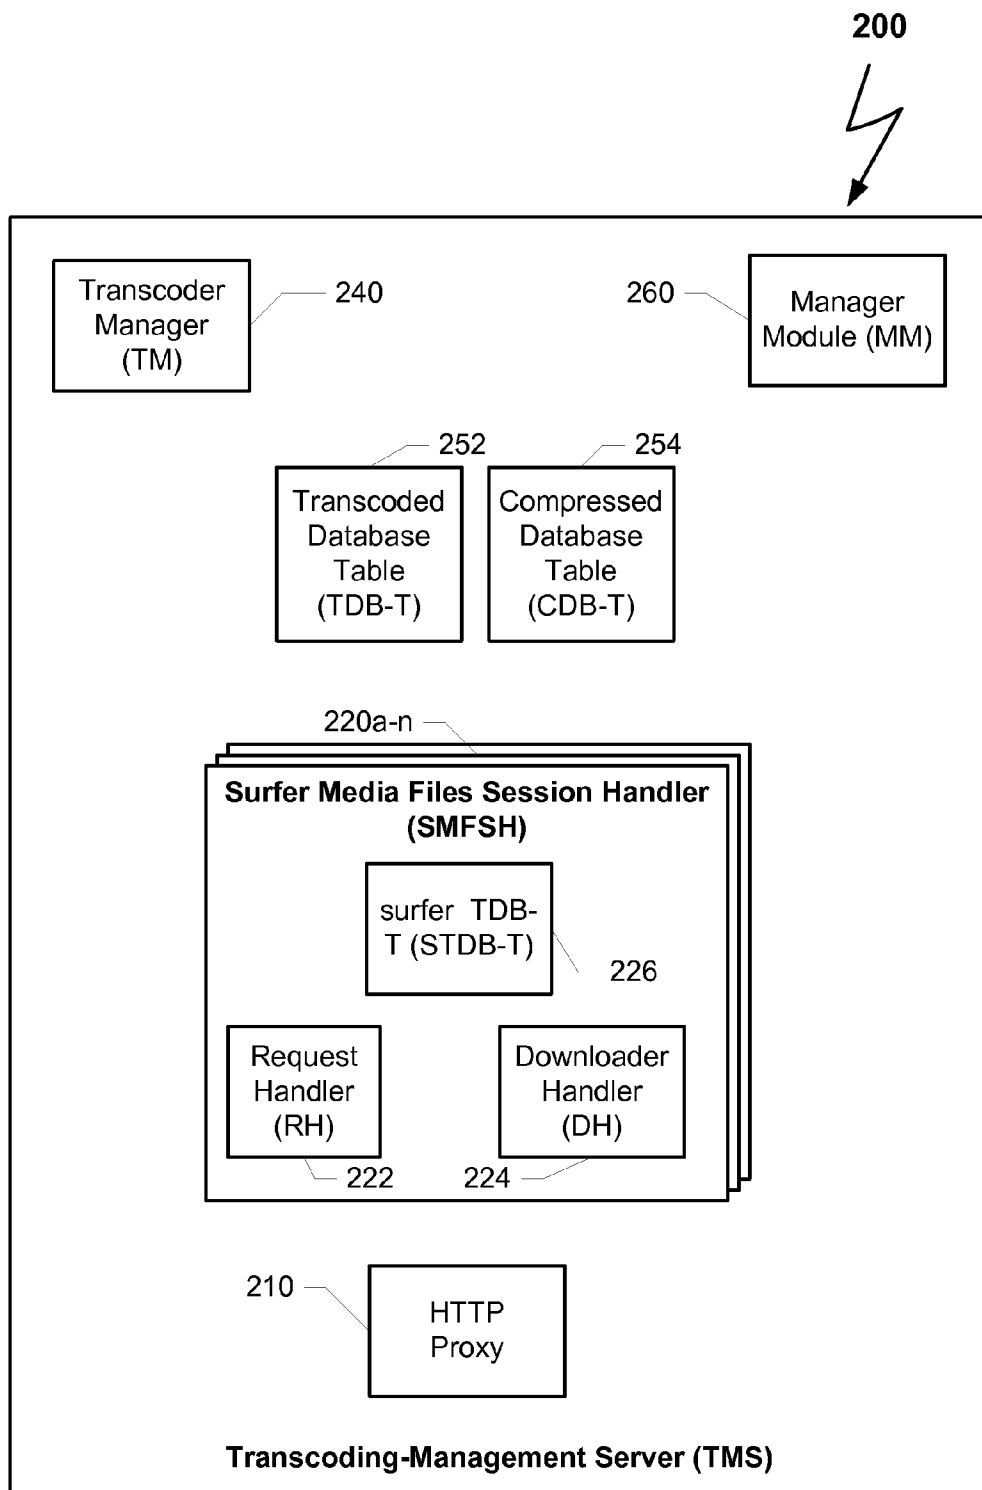 200
Transcoder
Manager
(TM)
240
260
Manager
Module (MM)
252
254
Transcoded
Database
Table
(TDB-T)
Compressed
Database
Table
(CDB-T)
220a-n
Surfer Media Files Session Handler
(SMFSH)
surfer TDB-
T (STDB-T)
226
Request
Handler
(RH)
Downloader
Handler
(DH)
222
224
210
HTTP
Proxy
Transcoding-Management Server (TMS)